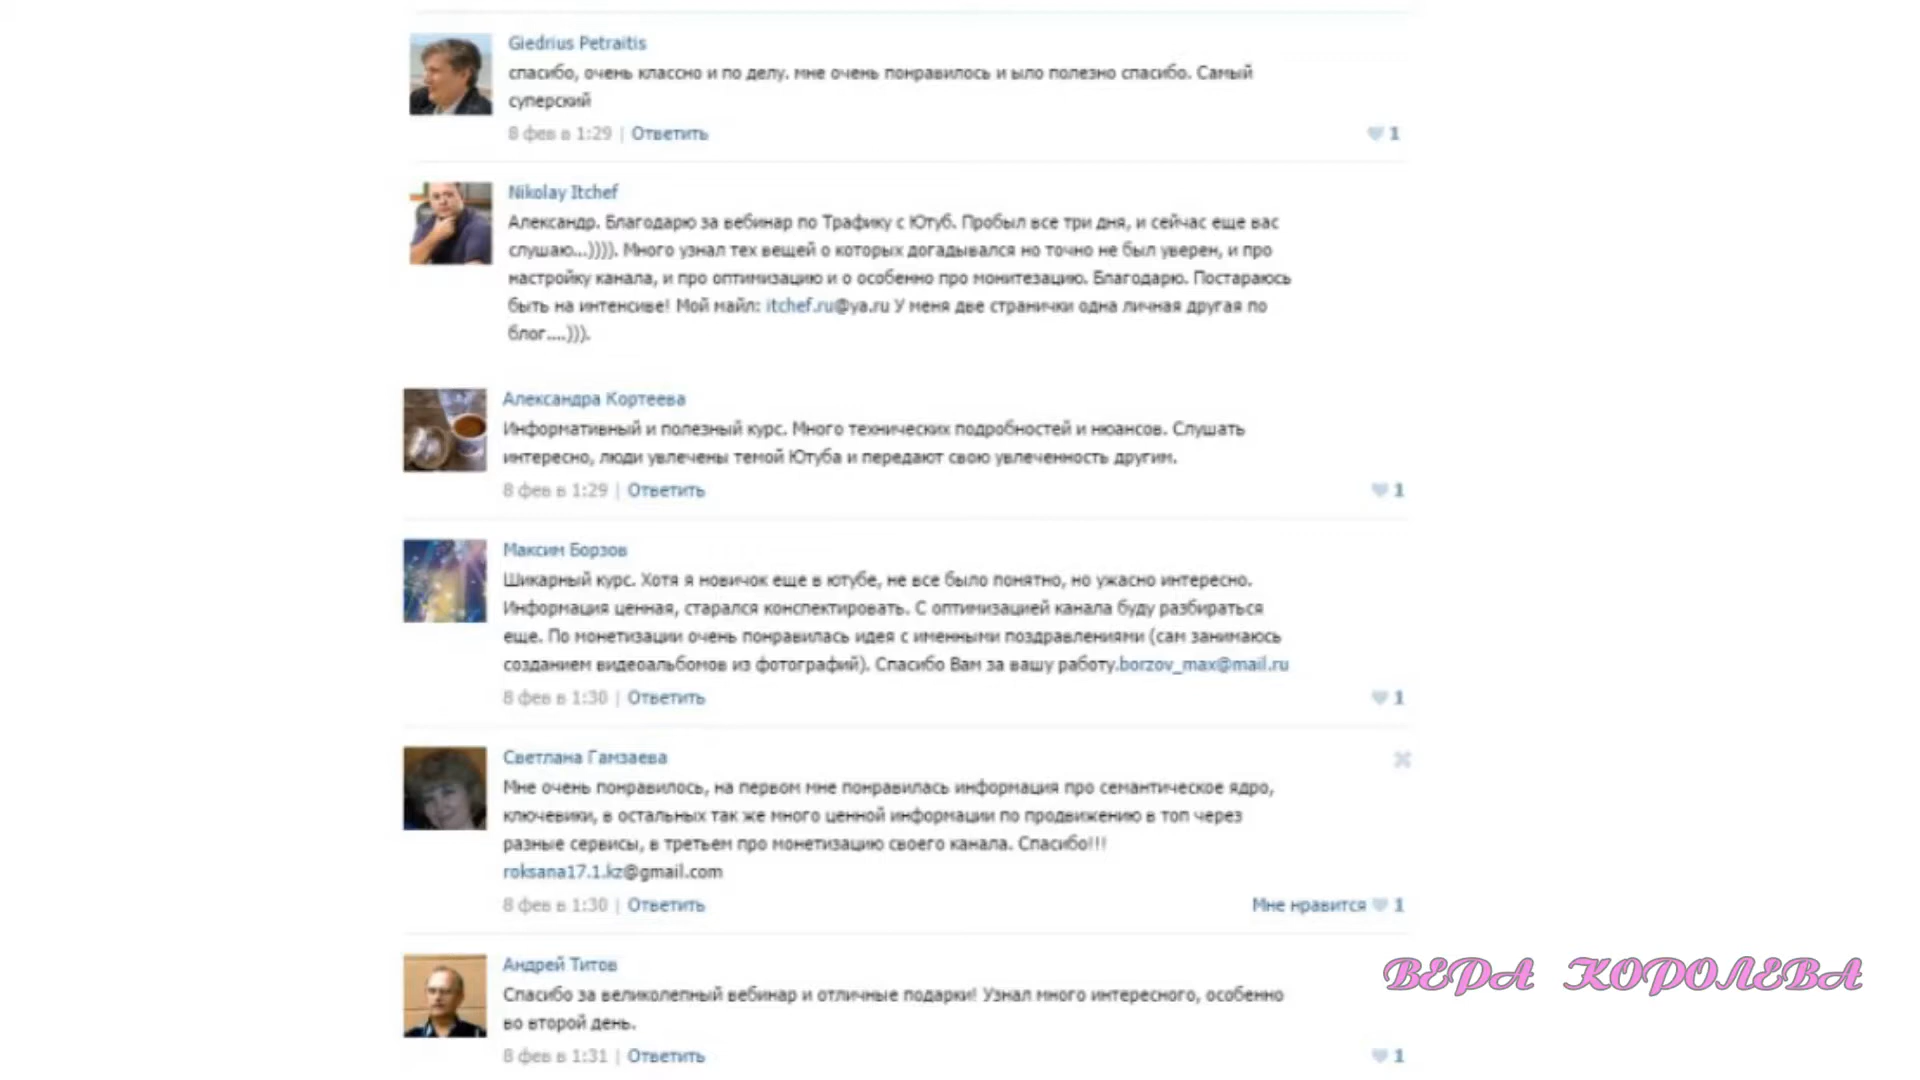 Giedrius Petraitis
спасибо, очень классно и по делу. мне очень понравилось и ыло полезно спасибо. Самый
суперский
8 фев в 1:29 | Ответить
1
Nikolay Itchef
Александр. Благодарю за вебинар по Трафику с Ютуб. Пробыл все три дня, и сейчас еще вас
слушаю...)))). Много узнал тех вещей о которых догадывался но точно не был уверен, и про
настройку канала, и про оптимизацию и о особенно про монитезацию. Благодарю. Постараюсь
быть на интенсиве! Мой майл: itchef.ru@ya.ru У меня две странички одна личная другая по
блог....))).
Александра Кортеева
Информативный и полезный курс. Много технических подробностей и нюансов. Слушать
интересно, люди увлечены темой Ютуба и передают свою увлеченность другим.
8 фев в 1:29 | Ответить
1
Максим Борзов
Шикарный курс. Хотя я новичок еще в ютубе, не все было понятно, но ужасно интересно.
Информация ценная, старался конспектировать. С оптимизацией канала буду разбираться
еще. По монетизации очень понравилась идея с именными поздравлениями (сам занимаюсь
созданием видеоальбомов из фотографий). Спасибо Вам за вашу работу.borzov_max@mail.ru
8 фев в 1:30 | Ответить
1
Светлана Гамзаева
Мне очень понравилось, на первом мне понравилась информация про семантическое ядро,
ключевики, в остальных так же много ценной информации по продвижению в топ через
разные сервисы, в третьем про монетизацию своего канала. Спасибо!!!
roksana17.1.kz@gmail.com
8 фев в 1:30 | Ответить
Мне нравится 1
Андрей Титов
Спасибо за великолепный вебинар и отличные подарки! Узнал много интересного, особенно
во второй день.
8 фев в 1:31 | Ответить
1
ВЕРА КОРОЛЕВА